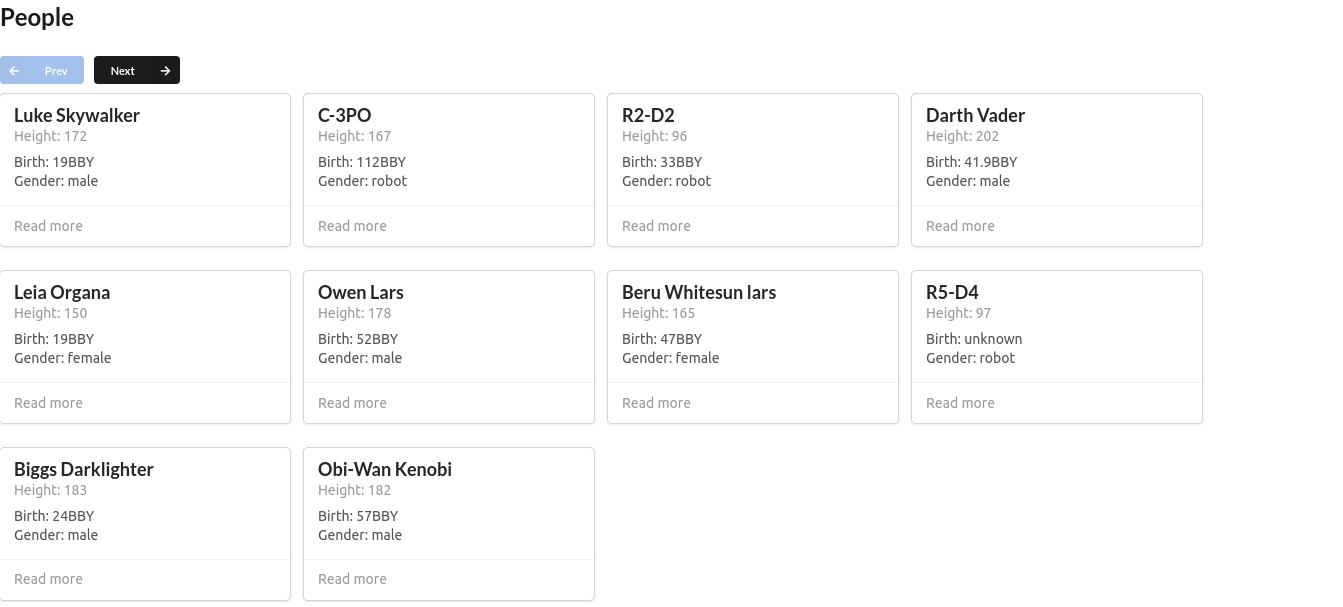 People
Prev
Next
Luke Skywalker
Height: 172
Birth: 19BBY
Gender: male
Read more
C-3PO
Height: 167
Birth: 112BBY
Gender: robot
Read more
R2-D2
Height: 96
Birth: 33BBY
Gender: robot
Read more
Darth Vader
Height: 202
Birth: 41.9BBY
Gender: male
Read more
Leia Organa
Height: 150
Birth: 19BBY
Gender: female
Read more
Owen Lars
Height: 178
Birth: 52BBY
Gender: male
Read more
Beru Whitesun lars
Height: 165
Birth: 47BBY
Gender: female
Read more
R5-D4
Height: 97
Birth: unknown
Gender: robot
Read more
Biggs Darklighter
Height: 183
Birth: 24BBY
Gender: male
Read more
Obi-Wan Kenobi
Height: 182
Birth: 57BBY
Gender: male
Read more